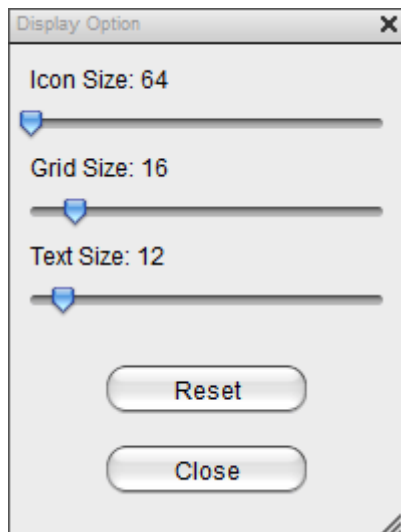 Display Option
Icon Size: 64
Grid Size: 16
Text Size: 12
Reset
Close